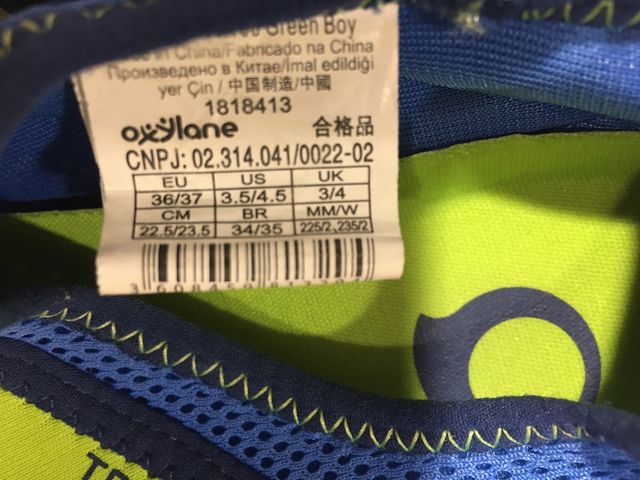 Green Boy
in China/Fabricado na China
Произведено в Китае/Imal edildiği
yer Çin / 中国制造/中國
1818413
oxylane 合格品
CNPJ: 02.314.041/0022-02
EU US UK
36/37 3.5/4.5 3/4
CM BR MM/W
22.5/23.5 34/35 225/2, 235/2